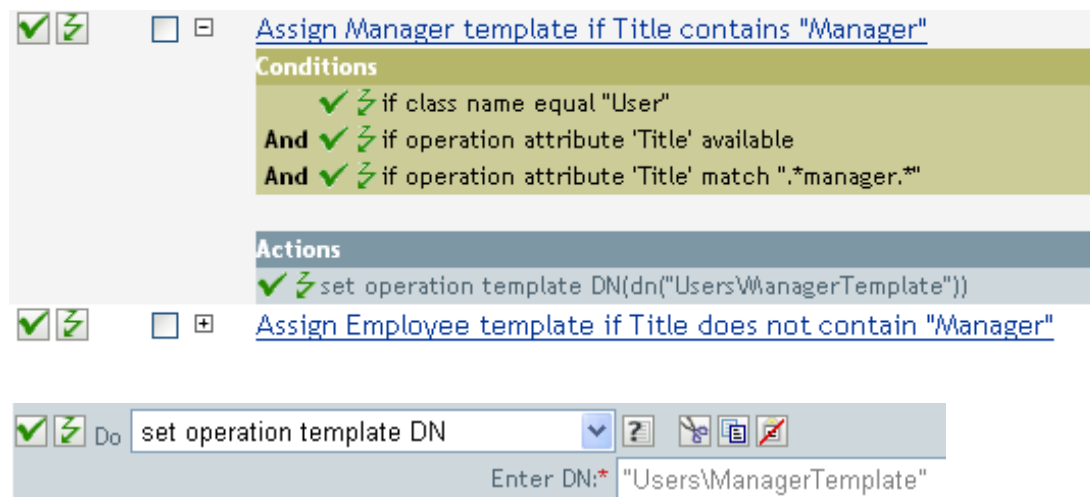 Assign Manager template if Title contains "Manager"
Conditions
if class name equal "User"
And if operation attribute 'Title' available
And if operation attribute 'Title' match ".*manager.*"
Actions
set operation template DN(dn("Users\ManagerTemplate"))
Assign Employee template if Title does not contain "Manager"
Do set operation template DN
Enter DN:* "Users\ManagerTemplate"